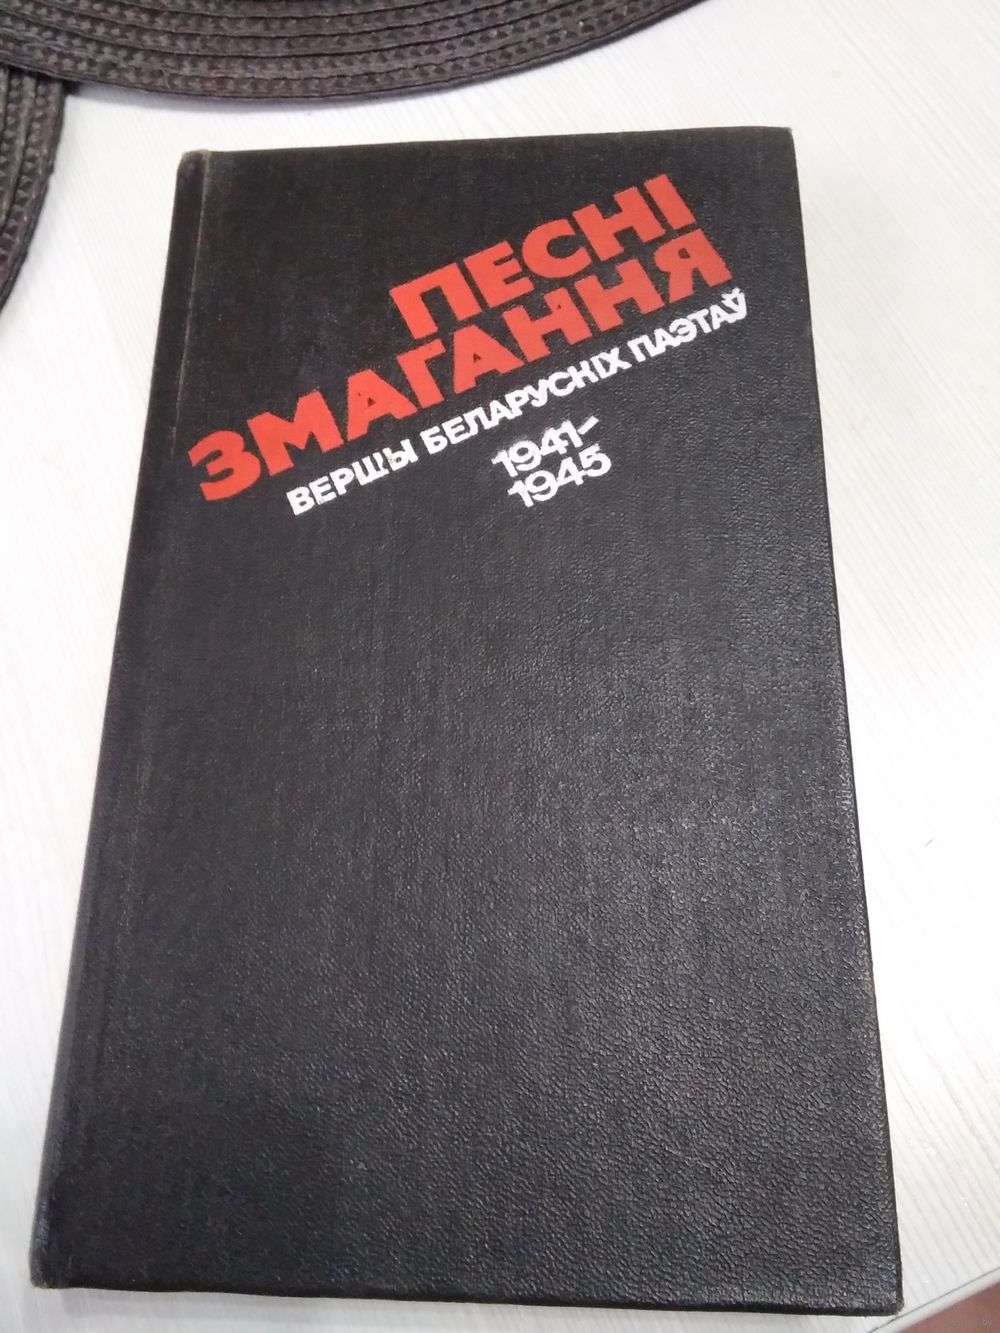 ПЕСНІ
ЗМАГАННЯ
ВЕРШЫ БЕЛАРУСКІХ ПАЭТАЎ
1941–
1945